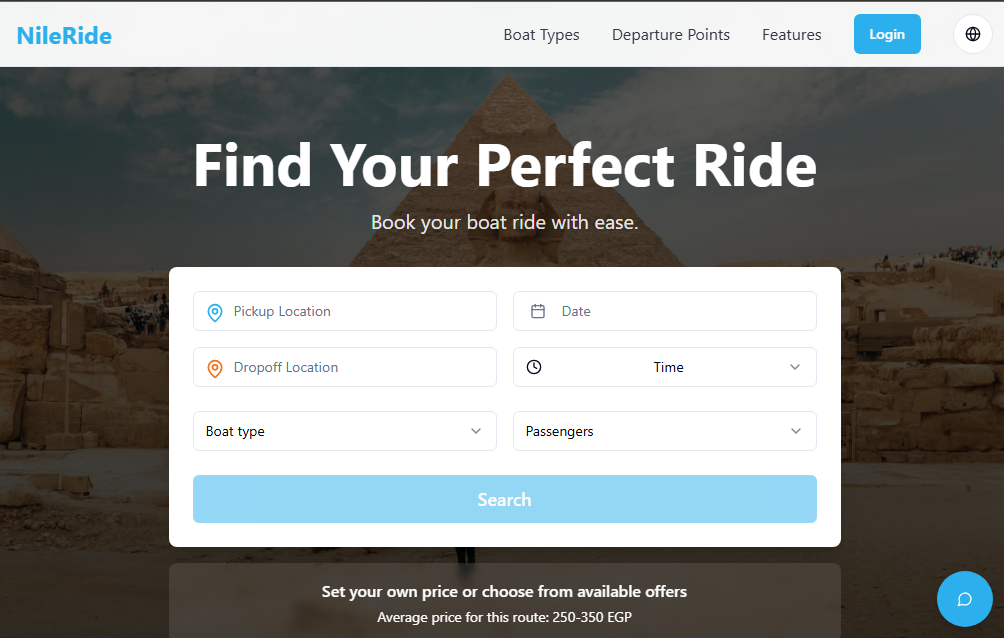 NileRide
Boat Types
Departure Points
Features
Login
Find Your Perfect Ride
Book your boat ride with ease.
Pickup Location
Date
Dropoff Location
Time
Boat type
Passengers
Search
Set your own price or choose from available offers
Average price for this route: 250-350 EGP